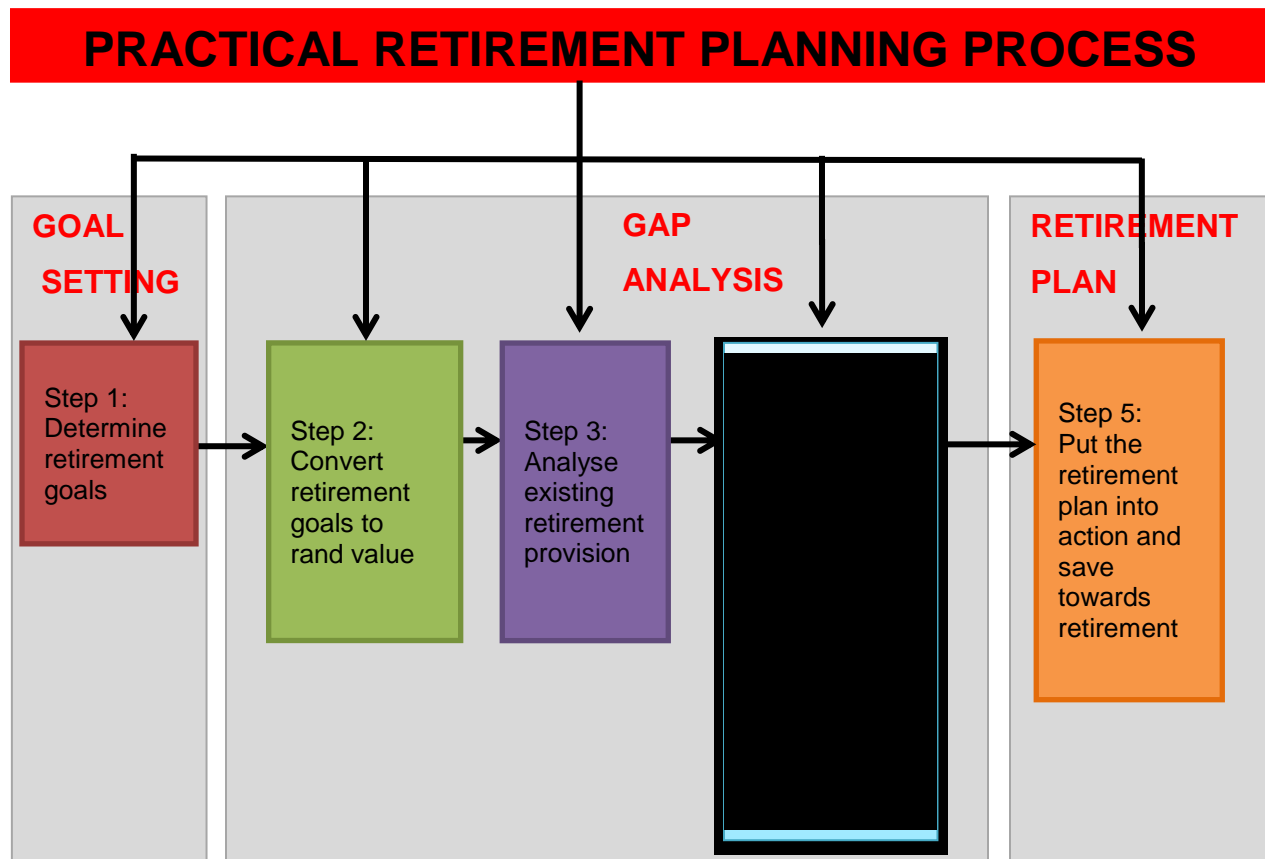 PRACTICAL RETIREMENT PLANNING PROCESS
GOAL
SETTING
GAP
ANALYSIS
RETIREMENT
PLAN
Step 1:
Determine
retirement
goals
Step 2:
Convert
retirement
goals to
rand value
Step 3:
Analyse
existing
retirement
provision
Step 5:
Put the
retirement
plan into
action and
save
towards
retirement